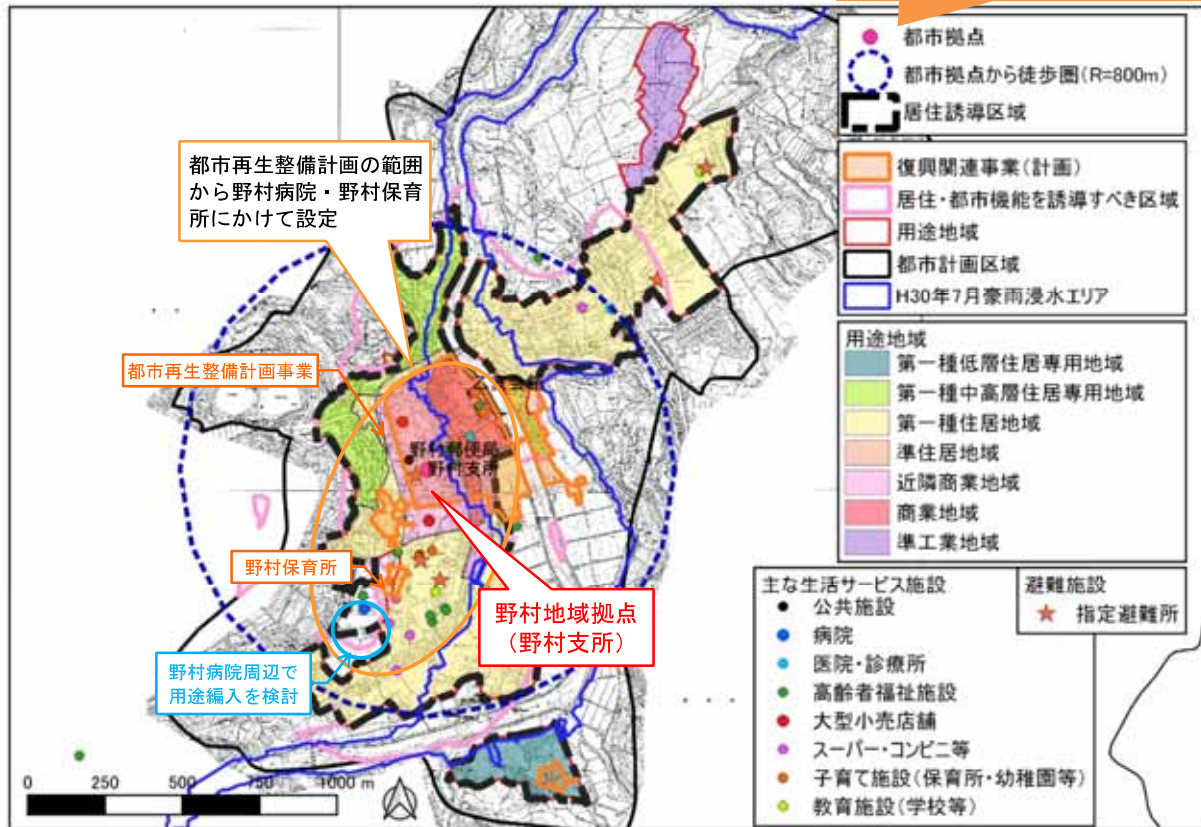 都市拠点
都市拠点から徒歩圏(R=800m)
居住誘導区域
復興関連事業(計画)
居住・都市機能を誘導すべき区域
用途地域
都市計画区域
H30年7月豪雨浸水エリア
用途地域
第一種低層住居専用地域
第一種中高層住居専用地域
第一種住居地域
準住居地域
近隣商業地域
商業地域
準工業地域
都市再生整備計画の範囲
から野村病院・野村保育
所にかけて設定
都市再生整備計画事業
野村郵便局
野村支所
野村保育所
野村地域拠点
(野村支所)
野村病院周辺で
用途編入を検討
主な生活サービス施設
公共施設
病院
医院・診療所
高齢者福祉施設
大型小売店舗
スーパー・コンビニ等
子育て施設(保育所・幼稚園等)
教育施設(学校等)
避難施設
指定避難所
0 250 500 750 1000 m